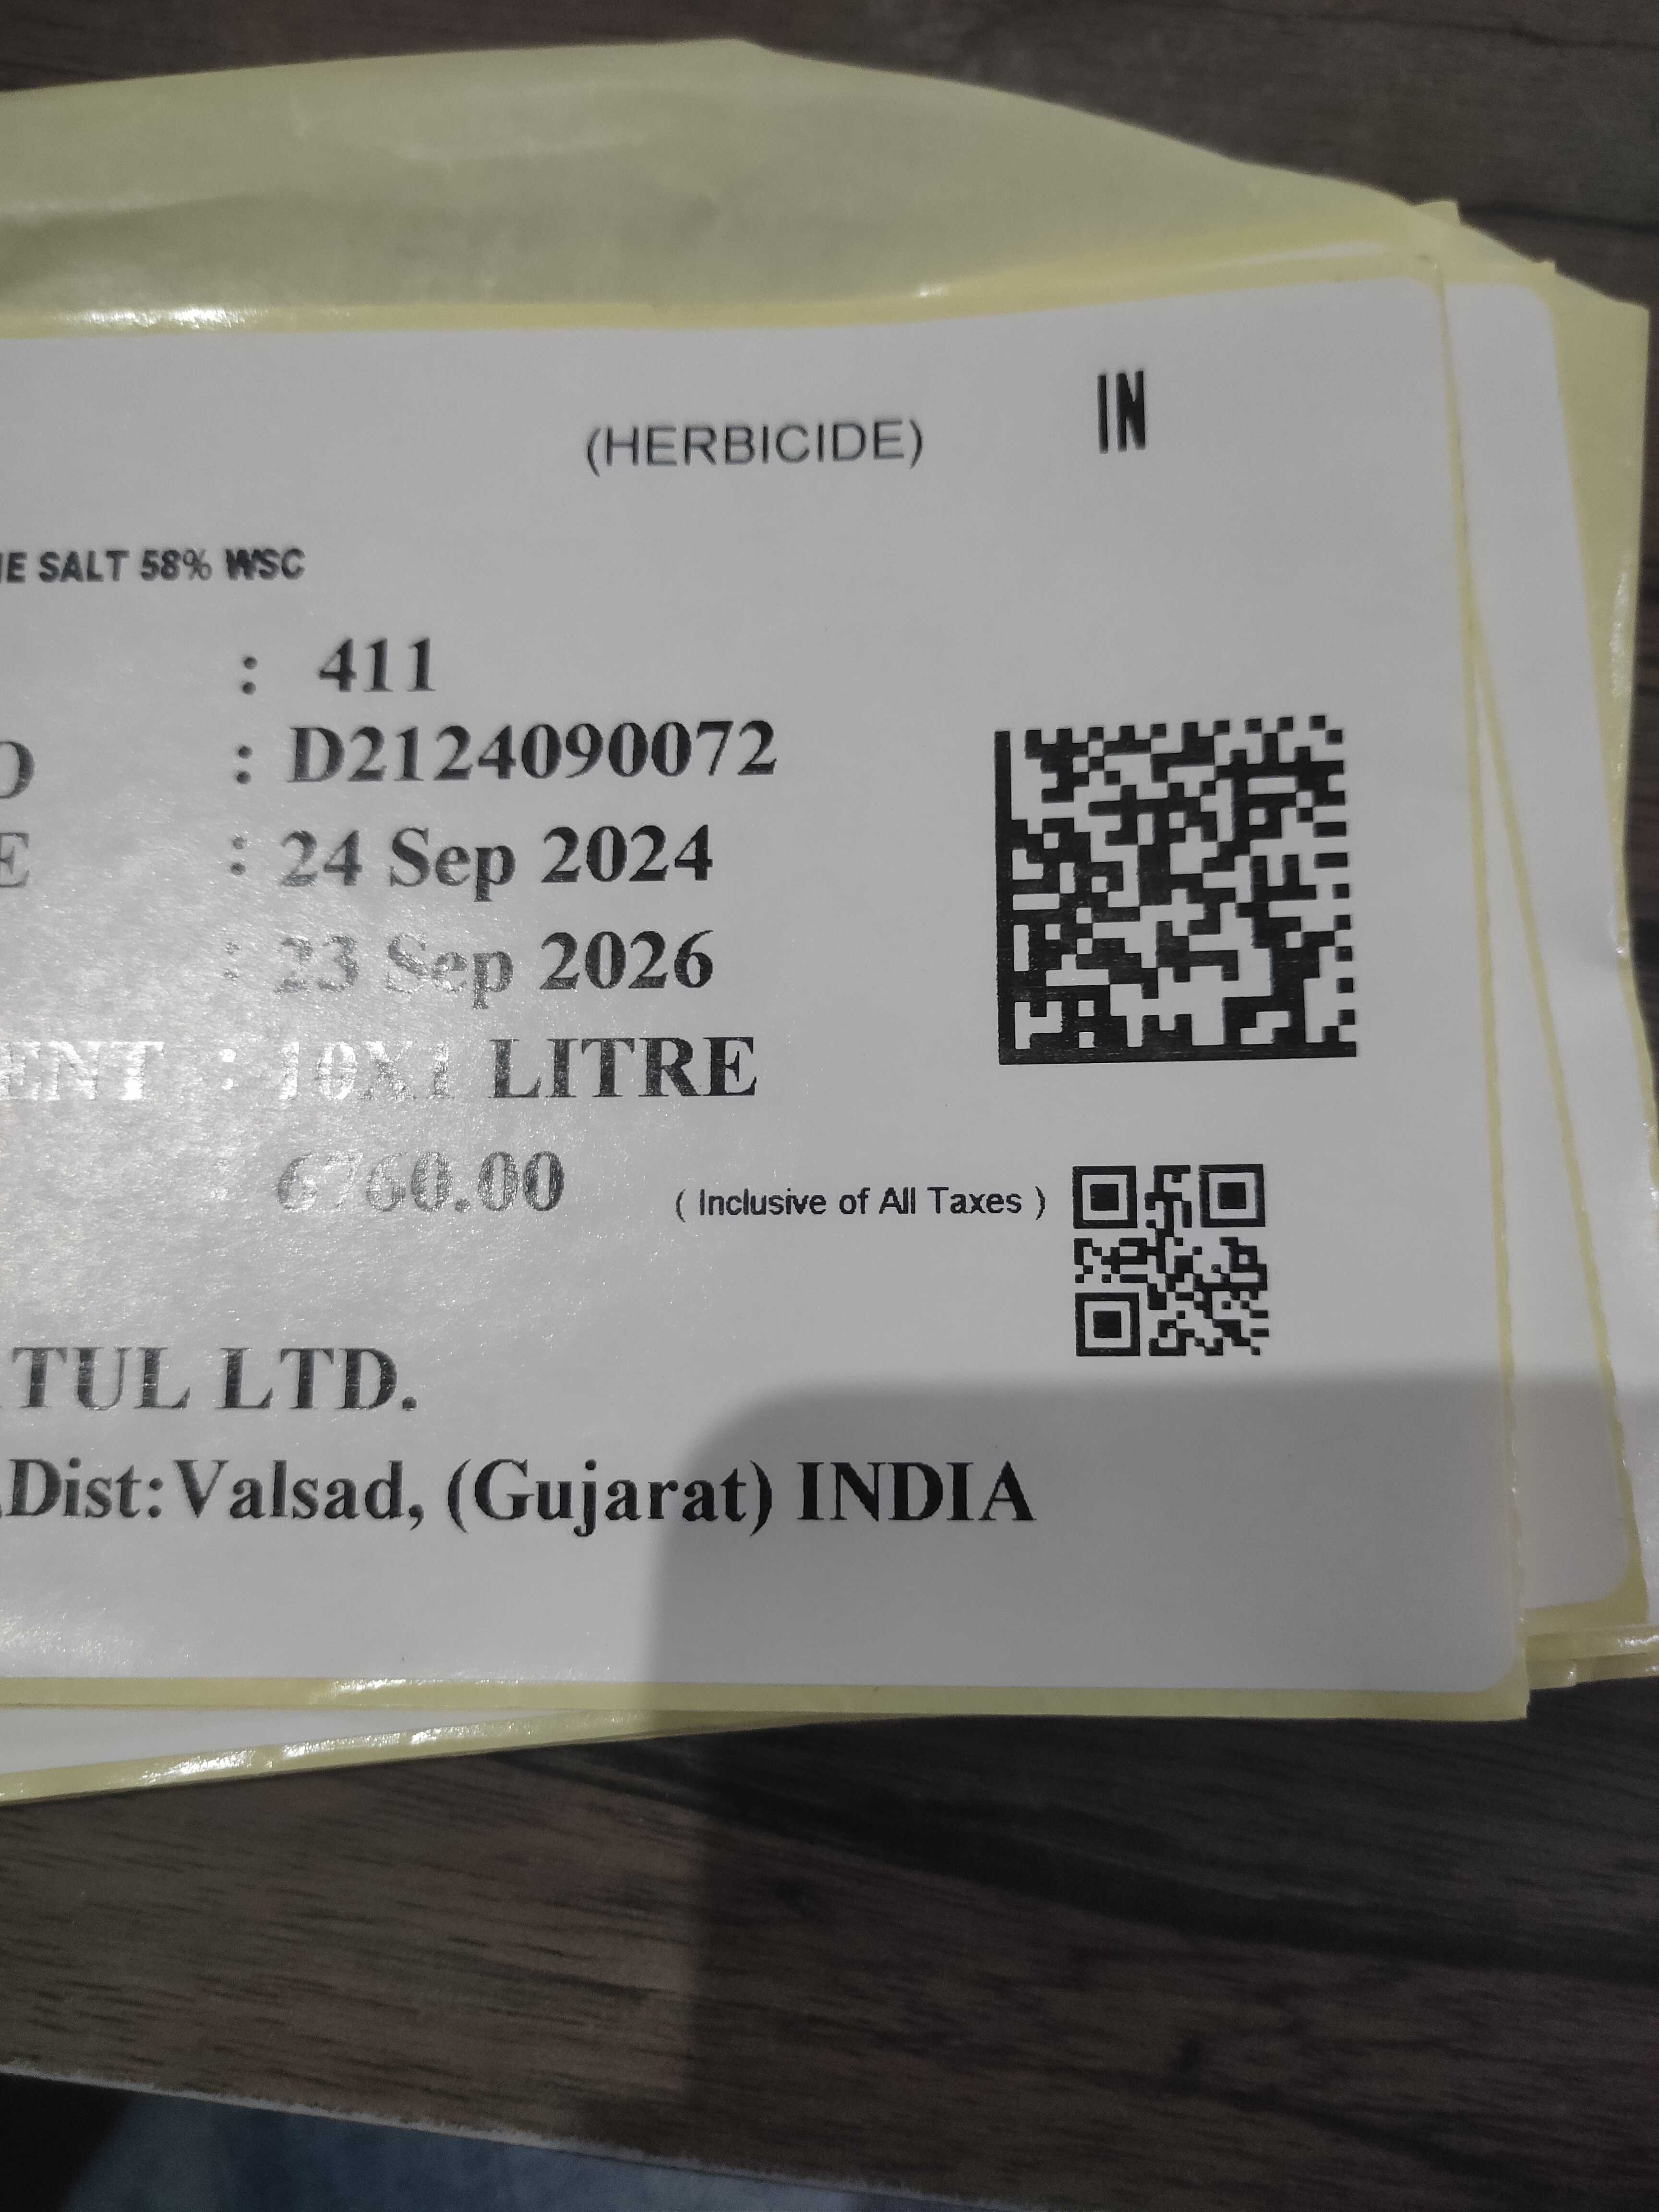 (HERBICIDE) IN
SALT 58% WSC
: 411
: D2124090072
: 24 Sep 2024
: 23 Sep 2026
: 10X1 LITRE
6760.00 ( Inclusive of All Taxes )
TUL LTD.
Dist:Valsad, (Gujarat) INDIA